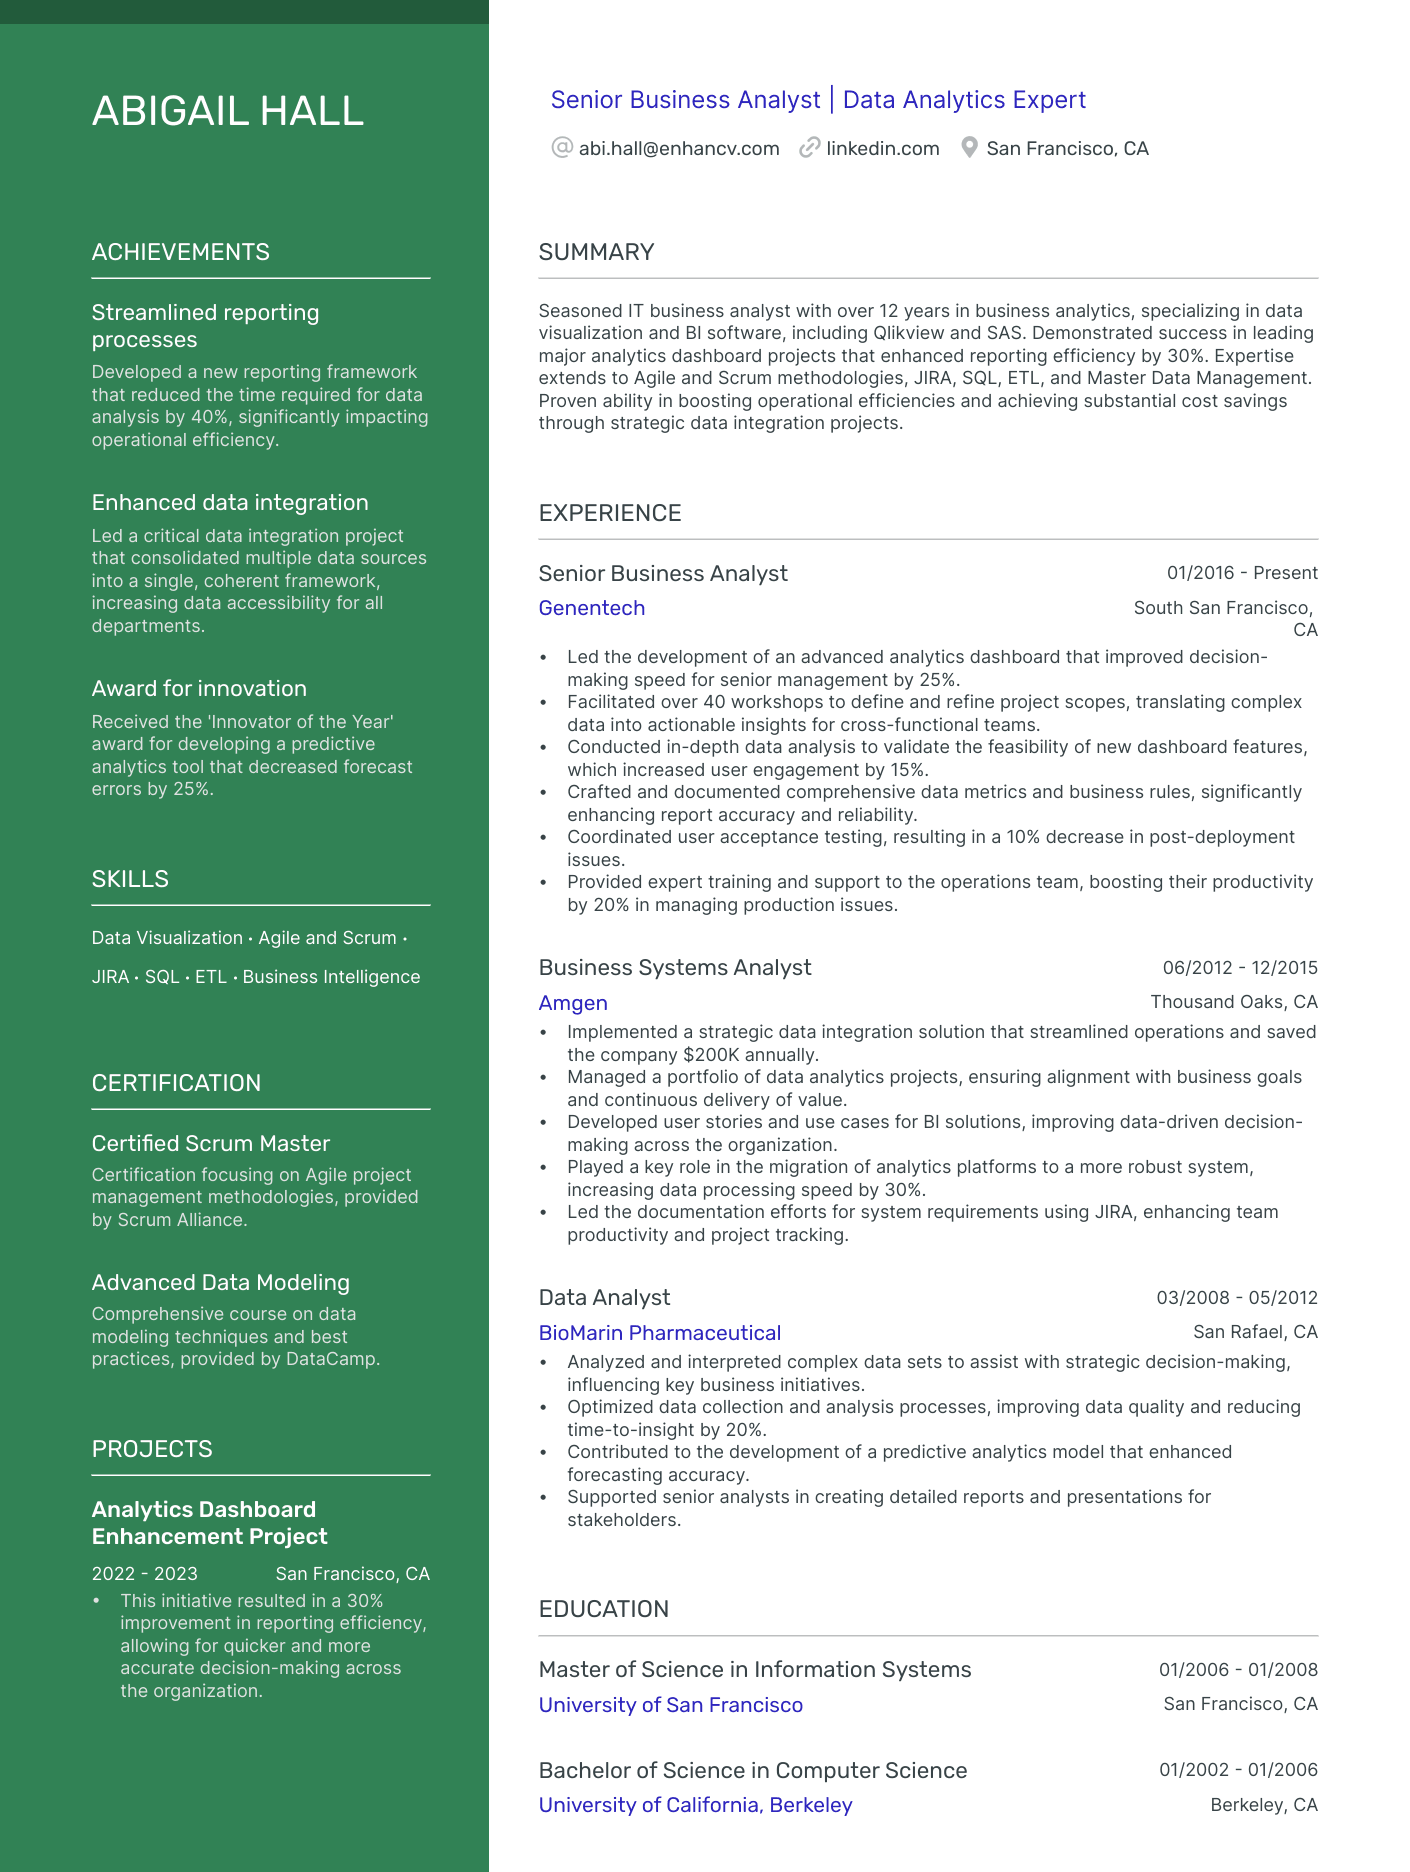 ABIGAIL HALL
Senior Business Analyst | Data Analytics Expert
abi.hall@enhancv.com linkedin.com San Francisco, CA
ACHIEVEMENTS
Streamlined reporting
processes
Developed a new reporting framework
that reduced the time required for data
analysis by 40%, significantly impacting
operational efficiency.
Enhanced data integration
Led a critical data integration project
that consolidated multiple data sources
into a single, coherent framework,
increasing data accessibility for all
departments.
Award for innovation
Received the 'Innovator of the Year'
award for developing a predictive
analytics tool that decreased forecast
errors by 25%.
SKILLS
Data Visualization · Agile and Scrum ·
JIRA · SQL · ETL · Business Intelligence
CERTIFICATION
Certified Scrum Master
Certification focusing on Agile project
management methodologies, provided
by Scrum Alliance.
Advanced Data Modeling
Comprehensive course on data
modeling techniques and best
practices, provided by DataCamp.
PROJECTS
Analytics Dashboard
Enhancement Project
2022 - 2023 San Francisco, CA
• This initiative resulted in a 30%
improvement in reporting efficiency,
allowing for quicker and more
accurate decision-making across
the organization.
SUMMARY
Seasoned IT business analyst with over 12 years in business analytics, specializing in data
visualization and BI software, including Qlikview and SAS. Demonstrated success in leading
major analytics dashboard projects that enhanced reporting efficiency by 30%. Expertise
extends to Agile and Scrum methodologies, JIRA, SQL, ETL, and Master Data Management.
Proven ability in boosting operational efficiencies and achieving substantial cost savings
through strategic data integration projects.
EXPERIENCE
Senior Business Analyst 01/2016 - Present
Genentech South San Francisco,
CA
• Led the development of an advanced analytics dashboard that improved decision-
making speed for senior management by 25%.
• Facilitated over 40 workshops to define and refine project scopes, translating complex
data into actionable insights for cross-functional teams.
• Conducted in-depth data analysis to validate the feasibility of new dashboard features,
which increased user engagement by 15%.
• Crafted and documented comprehensive data metrics and business rules, significantly
enhancing report accuracy and reliability.
• Coordinated user acceptance testing, resulting in a 10% decrease in post-deployment
issues.
• Provided expert training and support to the operations team, boosting their productivity
by 20% in managing production issues.
Business Systems Analyst 06/2012 - 12/2015
Amgen Thousand Oaks, CA
• Implemented a strategic data integration solution that streamlined operations and saved
the company $200K annually.
• Managed a portfolio of data analytics projects, ensuring alignment with business goals
and continuous delivery of value.
• Developed user stories and use cases for BI solutions, improving data-driven decision-
making across the organization.
• Played a key role in the migration of analytics platforms to a more robust system,
increasing data processing speed by 30%.
• Led the documentation efforts for system requirements using JIRA, enhancing team
productivity and project tracking.
Data Analyst 03/2008 - 05/2012
BioMarin Pharmaceutical San Rafael, CA
• Analyzed and interpreted complex data sets to assist with strategic decision-making,
influencing key business initiatives.
• Optimized data collection and analysis processes, improving data quality and reducing
time-to-insight by 20%.
• Contributed to the development of a predictive analytics model that enhanced
forecasting accuracy.
• Supported senior analysts in creating detailed reports and presentations for
stakeholders.
EDUCATION
Master of Science in Information Systems 01/2006 - 01/2008
University of San Francisco San Francisco, CA
Bachelor of Science in Computer Science 01/2002 - 01/2006
University of California, Berkeley Berkeley, CA